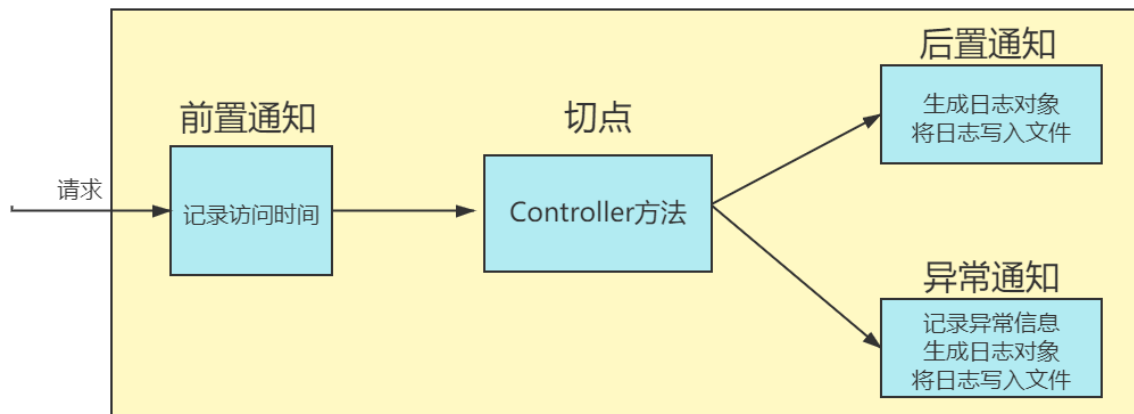 请求
前置通知
记录访问时间
切点
Controller方法
后置通知
生成日志对象
将日志写入文件
异常通知
记录异常信息
生成日志对象
将日志写入文件